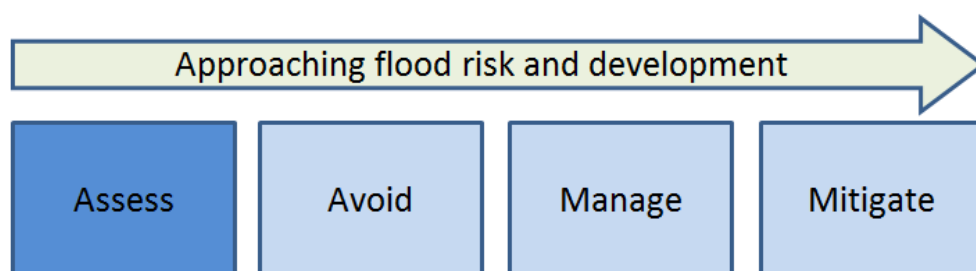 Approaching flood risk and development
Assess
Avoid
Manage
Mitigate